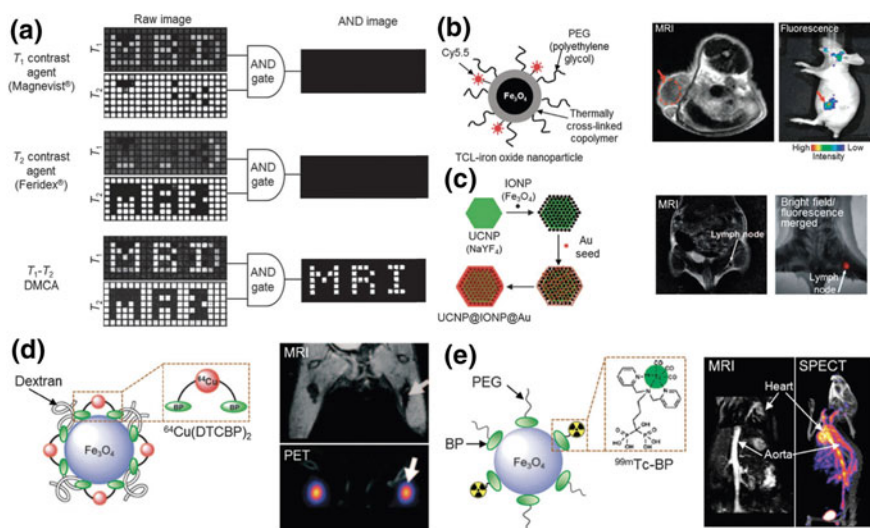 (a)
Raw image
AND image
T₁ contrast
agent
(Magnevist®)
T₁
T₂
AND
gate
T₂ contrast
agent
(Feridex®)
T₁
T₂
AND
gate
T₁-T₂
DMCA
T₁
T₂
AND
gate
MRI
(b)
Cy5.5
PEG
(polyethylene
glycol)
Fe₃O₄
Thermally
cross-linked
copolymer
TCL-iron oxide nanoparticle
MRI
Fluorescence
High
Low
Intensity
(c)
IONP
(Fe₃O₄)
UCNP
(NaYF₄)
Au
seed
UCNP@IONP@Au
MRI
Lymph node
Bright field/
fluorescence
merged
Lymph
node
(d)
Dextran
Fe₃O₄
⁶⁴Cu
BP
BP
⁶⁴Cu(DTCBP)₂
MRI
PET
(e)
PEG
BP
Fe₃O₄
⁹⁹ᵐTc-BP
MRI
SPECT
Heart
Aorta